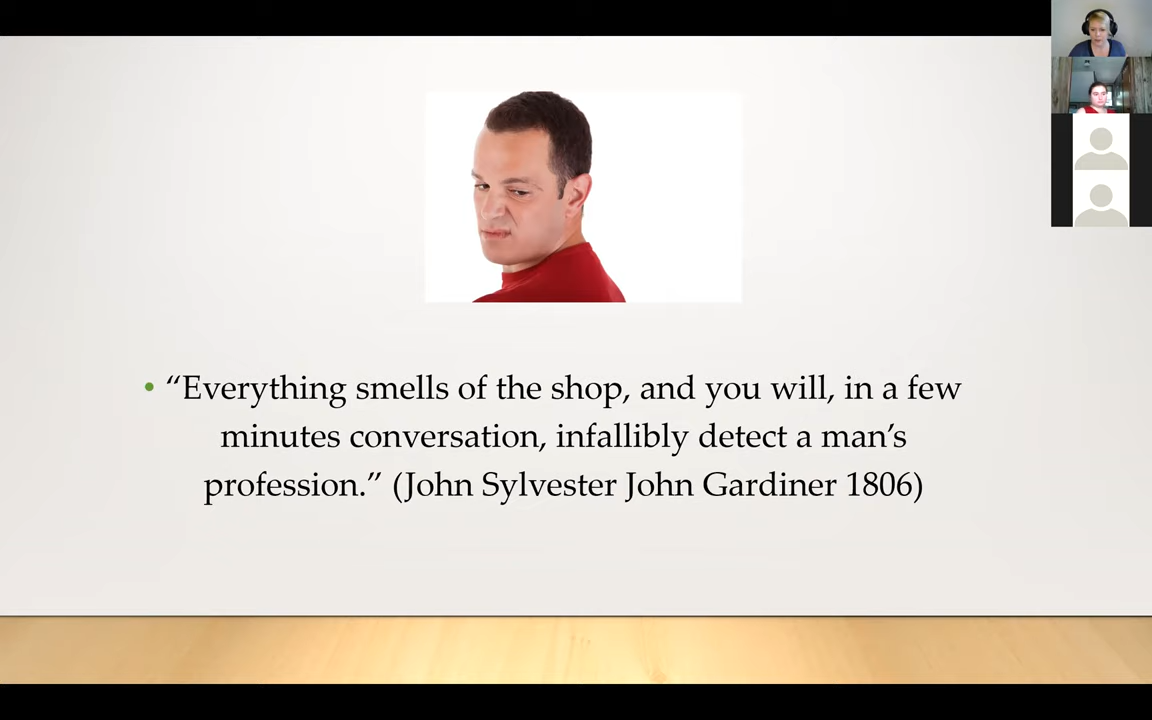 • “Everything smells of the shop, and you will, in a few
minutes conversation, infallibly detect a man’s
profession.” (John Sylvester John Gardiner 1806)